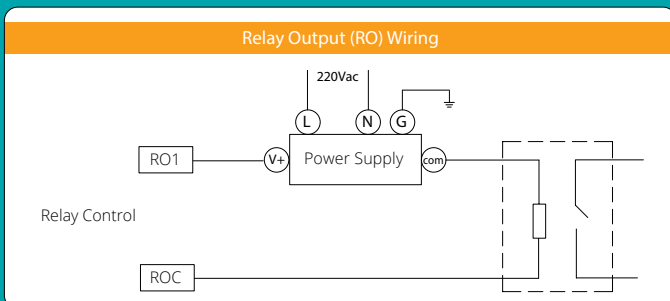 Relay Output (RO) Wiring
220Vac
L
N
G
RO1
V+
Power Supply
com
Relay Control
ROC